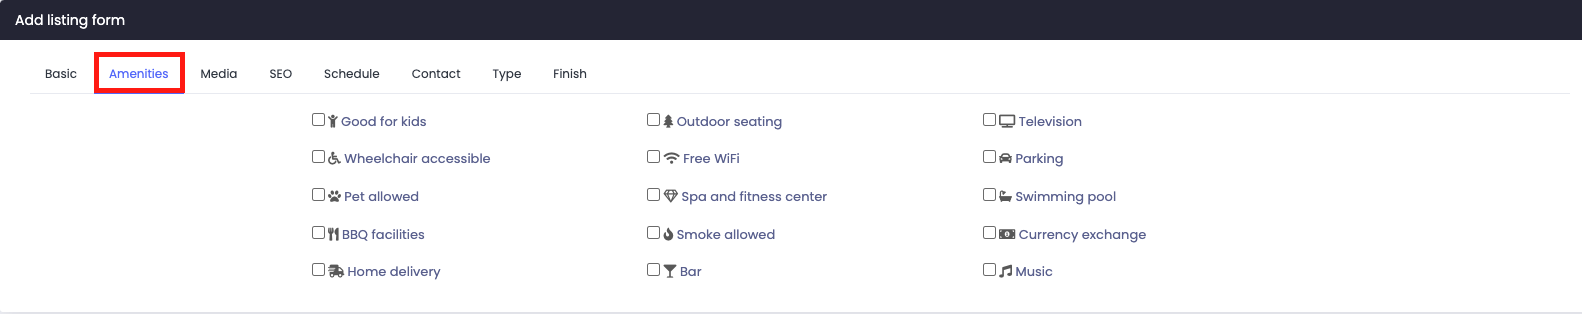 Add listing form
Basic Amenities Media SEO Schedule Contact Type Finish
Good for kids Outdoor seating Television
Wheelchair accessible Free WiFi Parking
Pet allowed Spa and fitness center Swimming pool
BBQ facilities Smoke allowed Currency exchange
Home delivery Bar Music